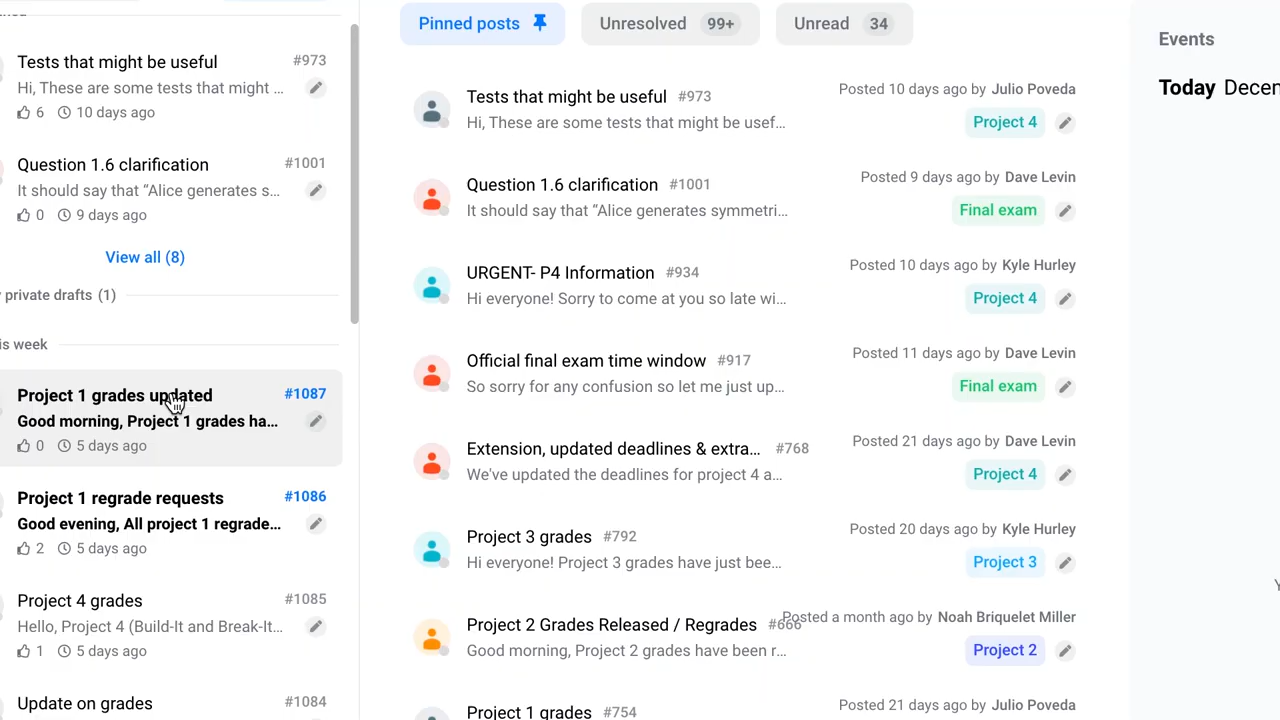 Tests that might be useful #973
Hi, These are some tests that might ...
6 10 days ago
Question 1.6 clarification #1001
It should say that “Alice generates s...
0 9 days ago
View all (8)
private drafts (1)
is week
Project 1 grades updated #1087
Good morning, Project 1 grades ha...
0 5 days ago
Project 1 regrade requests #1086
Good evening, All project 1 regrade...
2 5 days ago
Project 4 grades #1085
Hello, Project 4 (Build-It and Break-It...
1 5 days ago
Update on grades #1084
Pinned posts
Unresolved 99+
Unread 34
Tests that might be useful #973
Hi, These are some tests that might be usef...
Posted 10 days ago by Julio Poveda
Project 4
Question 1.6 clarification #1001
It should say that “Alice generates symmetri...
Posted 9 days ago by Dave Levin
Final exam
URGENT- P4 Information #934
Hi everyone! Sorry to come at you so late wi...
Posted 10 days ago by Kyle Hurley
Project 4
Official final exam time window #917
So sorry for any confusion so let me just up...
Posted 11 days ago by Dave Levin
Final exam
Extension, updated deadlines & extra... #768
We've updated the deadlines for project 4 a...
Posted 21 days ago by Dave Levin
Project 4
Project 3 grades #792
Hi everyone! Project 3 grades have just bee...
Posted 20 days ago by Kyle Hurley
Project 3
Project 2 Grades Released / Regrades #666
Good morning, Project 2 grades have been r...
Posted a month ago by Noah Briquelet Miller
Project 2
Project 1 grades #754
Posted 21 days ago by Julio Poveda
Events
Today Decem